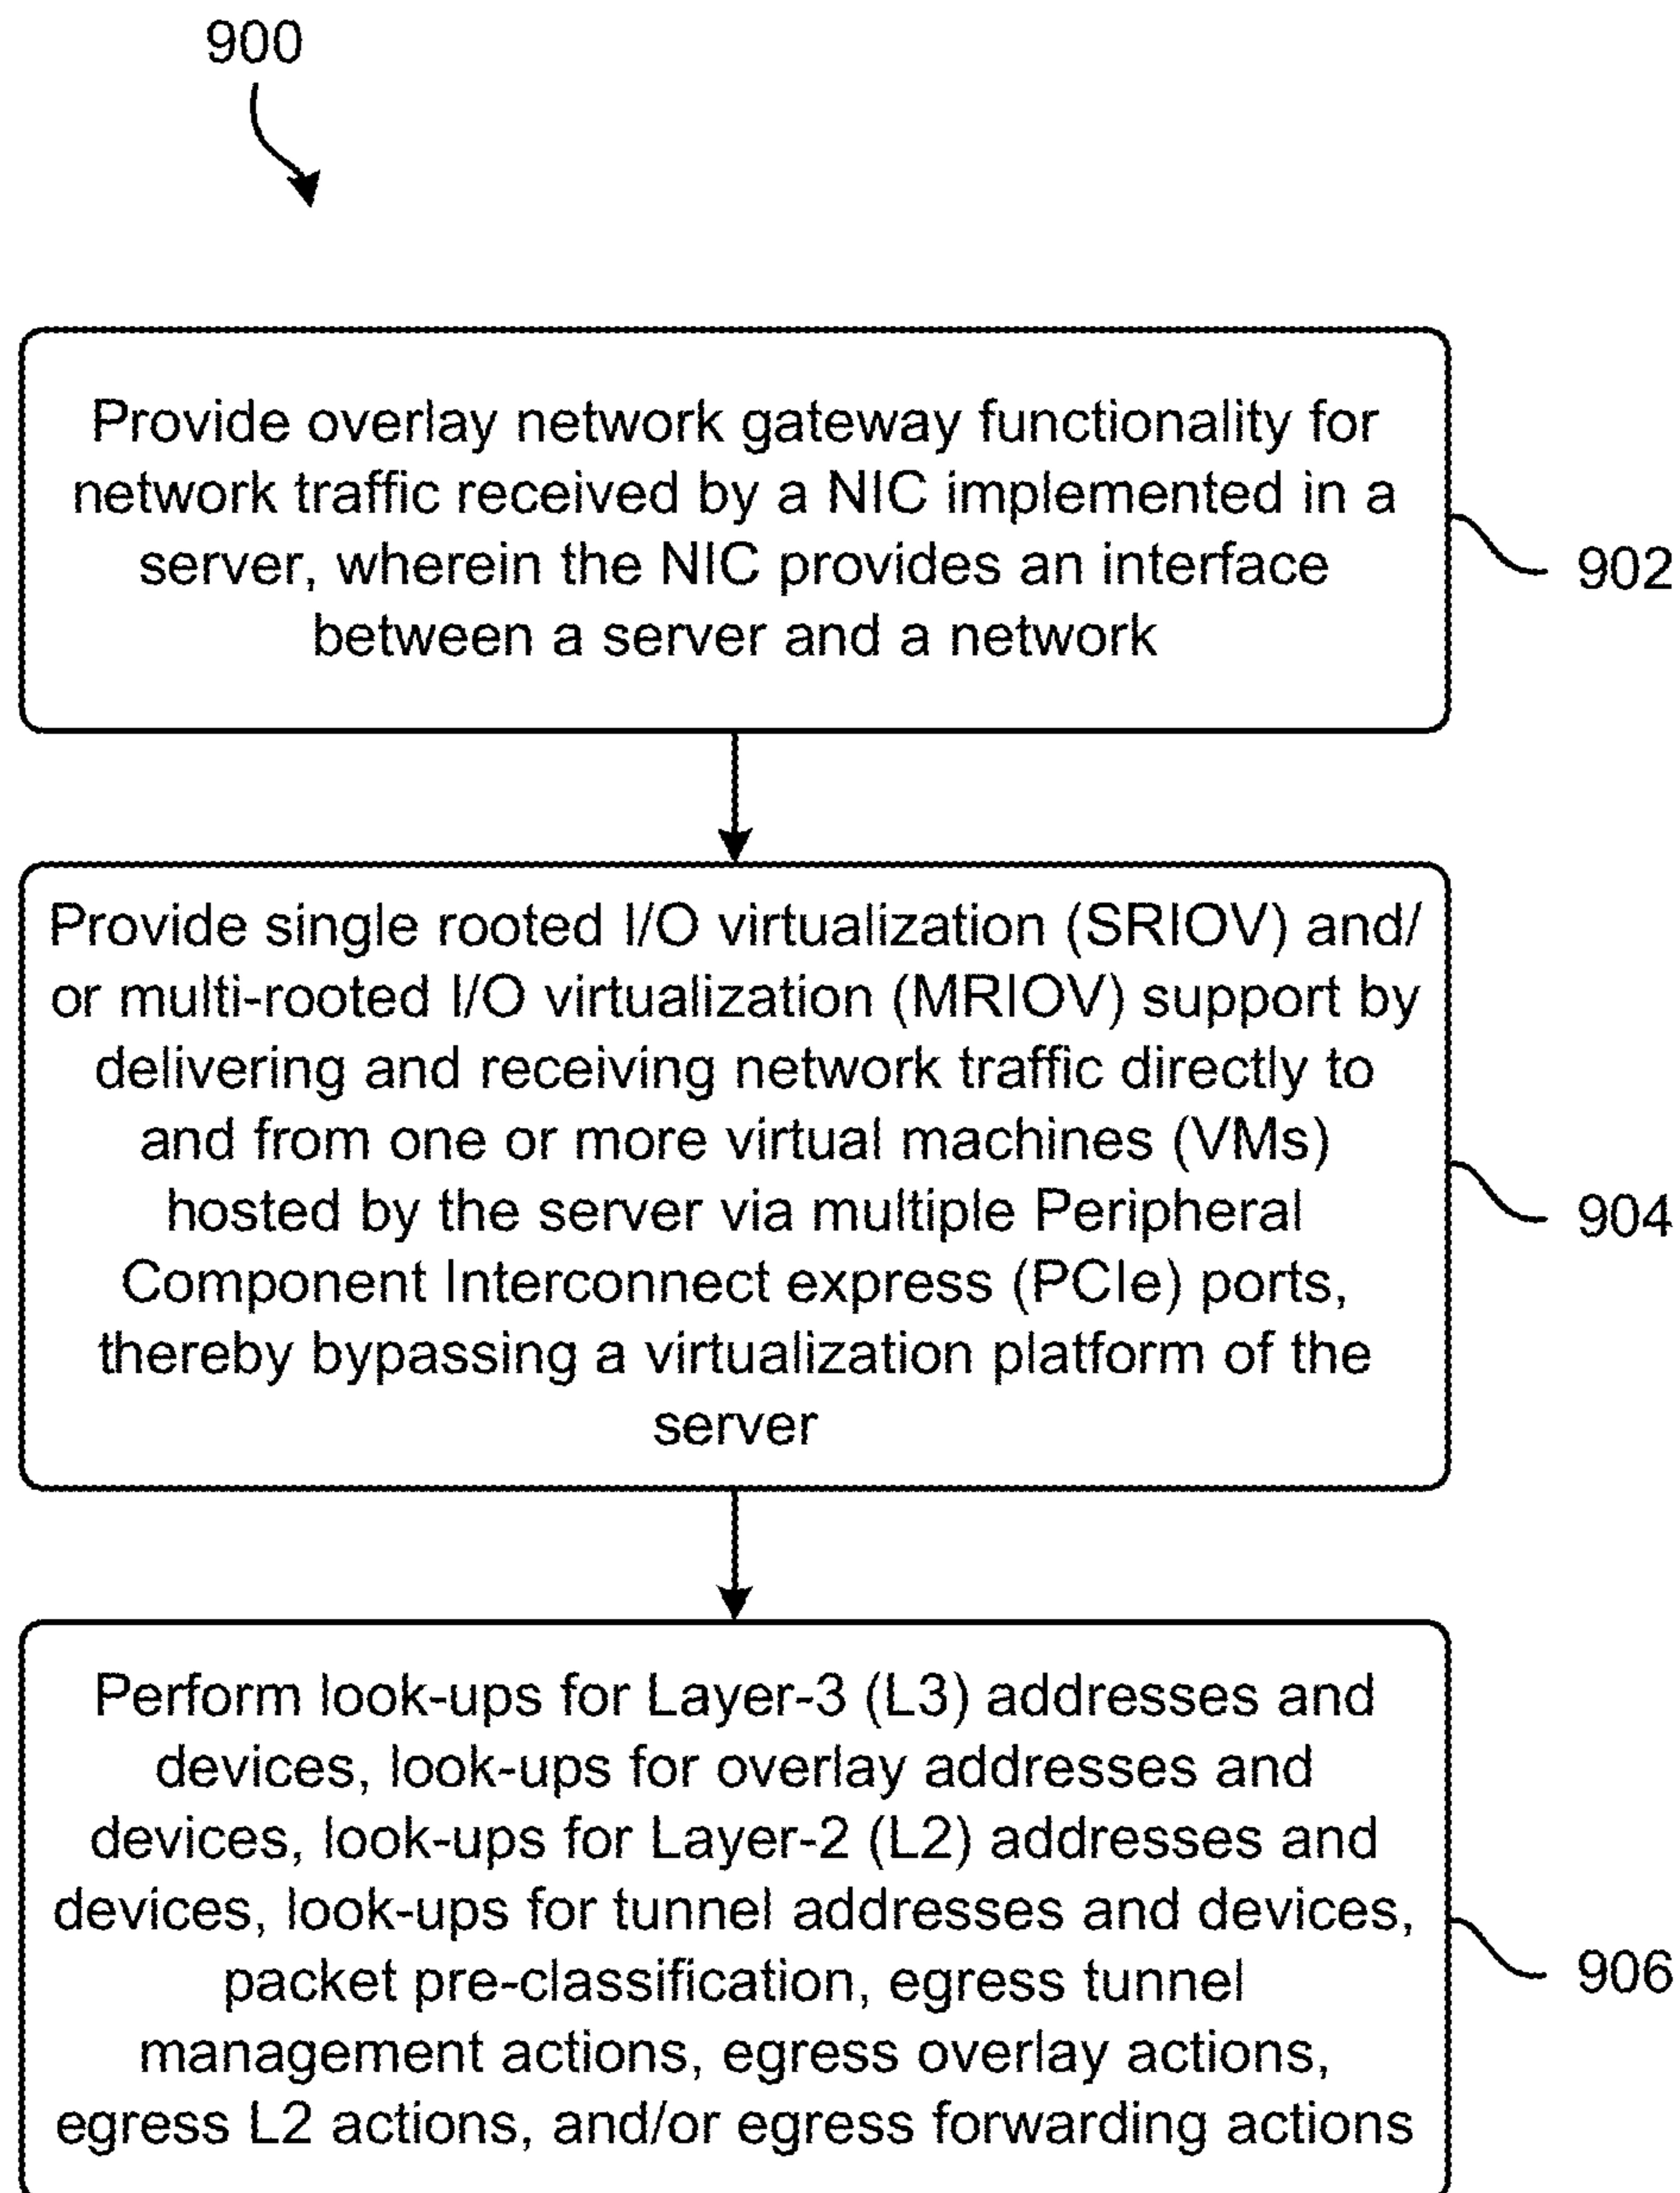 900
Provide overlay network gateway functionality for
network traffic received by a NIC implemented in a
server, wherein the NIC provides an interface
between a server and a network
902
Provide single rooted I/O virtualization (SRIOV) and/
or multi-rooted I/O virtualization (MRIOV) support by
delivering and receiving network traffic directly to
and from one or more virtual machines (VMs)
hosted by the server via multiple Peripheral
Component Interconnect express (PCIe) ports,
thereby bypassing a virtualization platform of the
server
904
Perform look-ups for Layer-3 (L3) addresses and
devices, look-ups for overlay addresses and
devices, look-ups for Layer-2 (L2) addresses and
devices, look-ups for tunnel addresses and devices,
packet pre-classification, egress tunnel
management actions, egress overlay actions,
egress L2 actions, and/or egress forwarding actions
906